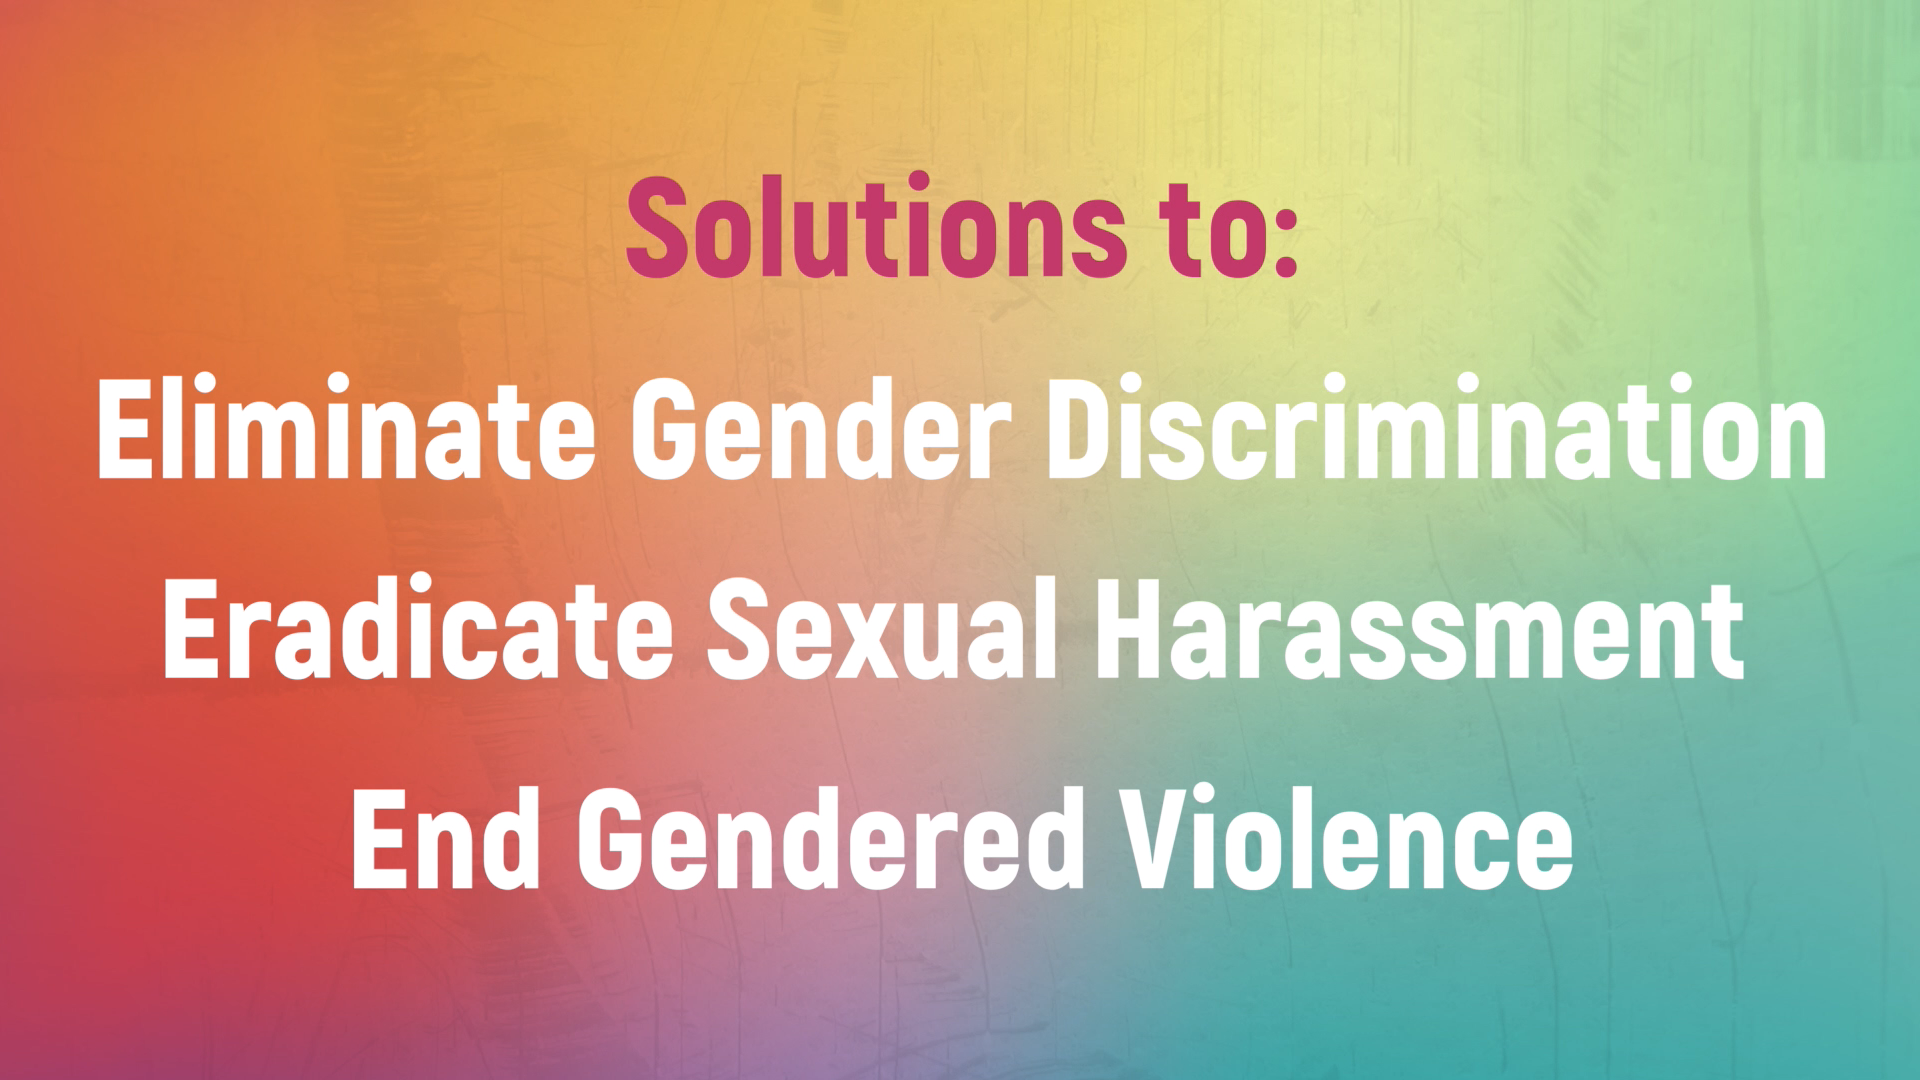 Solutions to:
Eliminate Gender Discrimination
Eradicate Sexual Harassment
End Gendered Violence